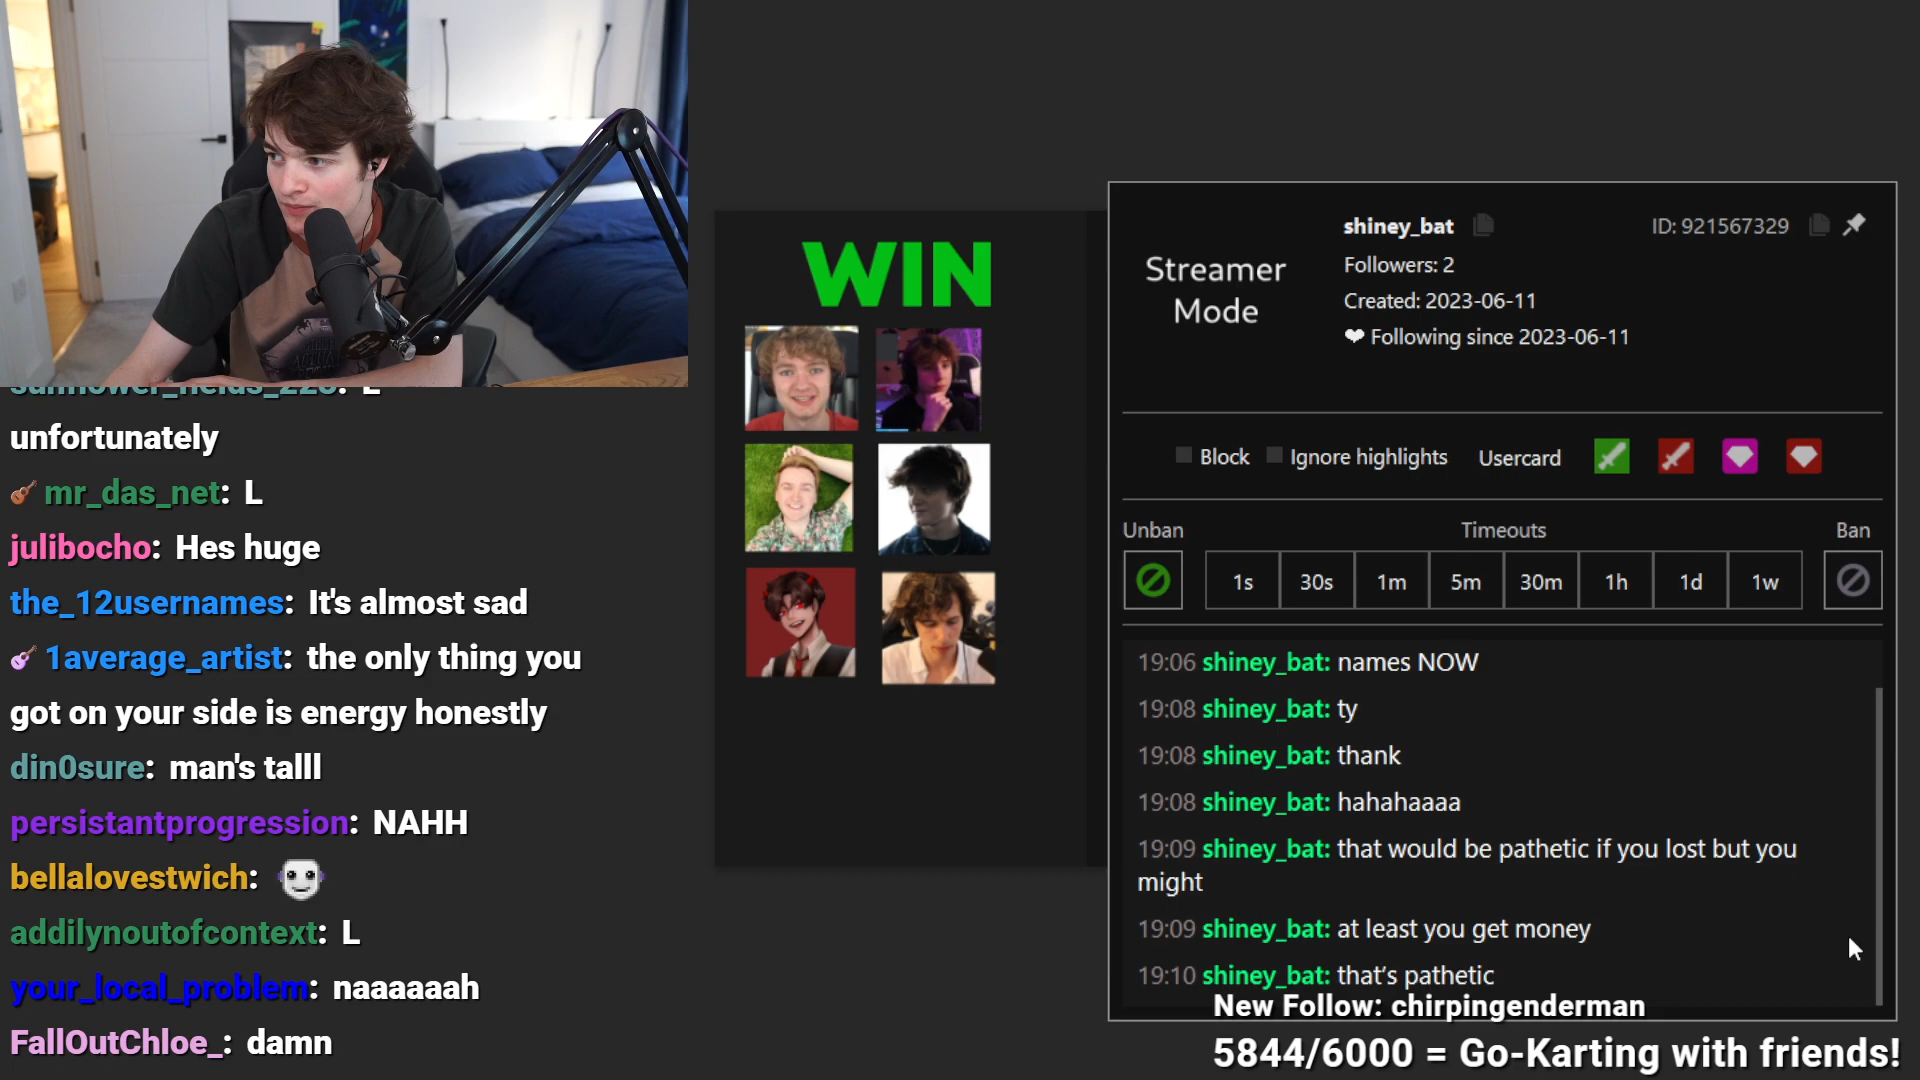 unfortunately
mr_das_net: L
julibocho: Hes huge
the_12usernames: It's almost sad
1average_artist: the only thing you
got on your side is energy honestly
din0sure: man's talll
persistantprogression: NAHH
bellalovestwich:
addilynoutofcontext: L
your_local_problem: naaaaaah
FallOutChloe_: damn
WIN
Streamer
Mode
shiney_bat
ID: 921567329
Followers: 2
Created: 2023-06-11
Following since 2023-06-11
Block
Ignore highlights
Usercard
Unban
Timeouts
Ban
1s
30s
1m
5m
30m
1h
1d
1w
19:06 shiney_bat: names NOW
19:08 shiney_bat: ty
19:08 shiney_bat: thank
19:08 shiney_bat: hahahaaaa
19:09 shiney_bat: that would be pathetic if you lost but you
might
19:09 shiney_bat: at least you get money
19:10 shiney_bat: that's pathetic
New Follow: chirpingenderman
5844/6000 = Go-Karting with friends!